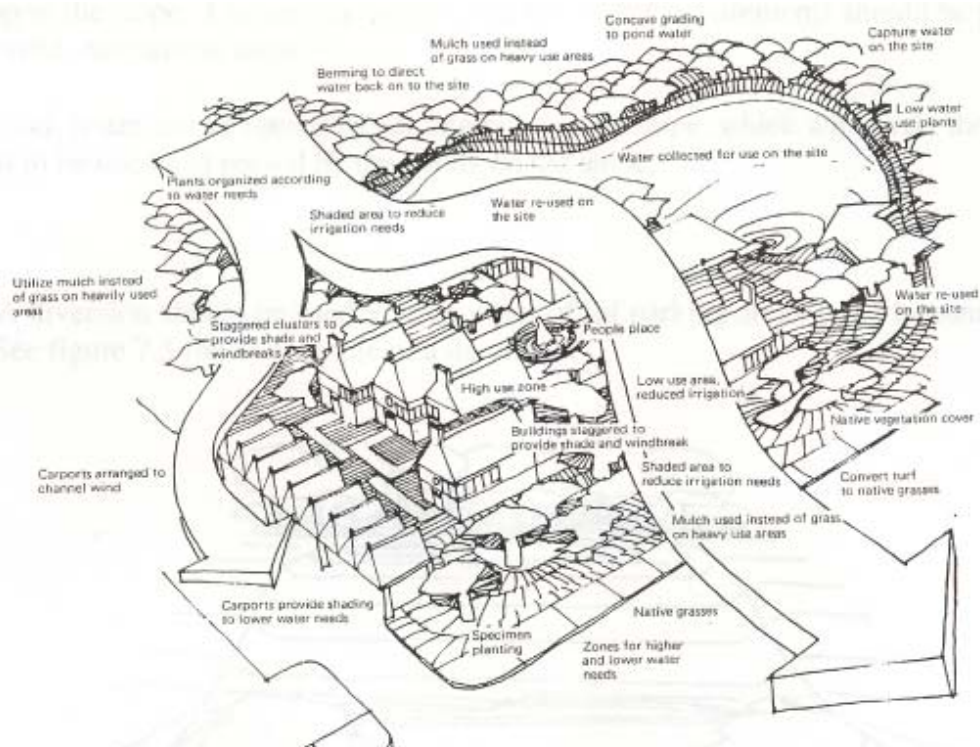 Concave grading
to pond water
Capture water
on the site
Mulch used instead
of grass on heavy use areas
Berming to direct
water back on to the site
Low water
use plants
Water collected for use on the site
Plants organized according
to water needs
Shaded area to reduce
irrigation needs
Water re-used on
the site
Utilize mulch instead
of grass on heavily used
areas
Water re-used
on the site
Staggered clusters to
provide shade and
windbreaks
People place
High use zone
Low use area,
reduced irrigation
Native vegetation cover
Buildings staggered to
provide shade and windbreak
Carports arranged to
channel wind
Shaded area to
reduce irrigation needs
Convert turf
to native grasses
Mulch used instead of grass
on heavy use areas
Carports provide shading
to lower water needs
Native grasses
Specimen
planting
Zones for higher
and lower water
needs